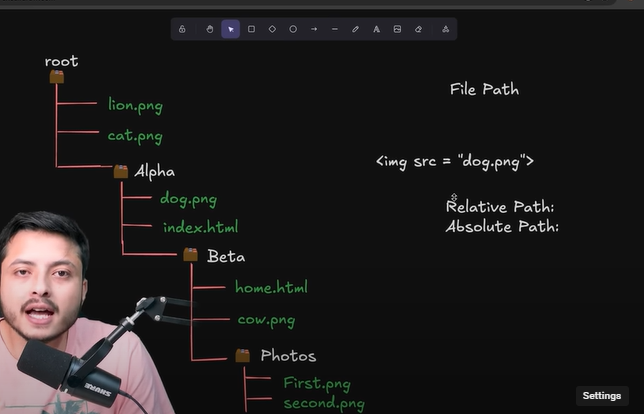 root
lion.png
cat.png
Alpha
dog.png
index.html
Beta
home.html
cow.png
Photos
First.png
second.png
File Path
<img src = "dog.png">
Relative Path:
Absolute Path:
A
SHURE
Settings